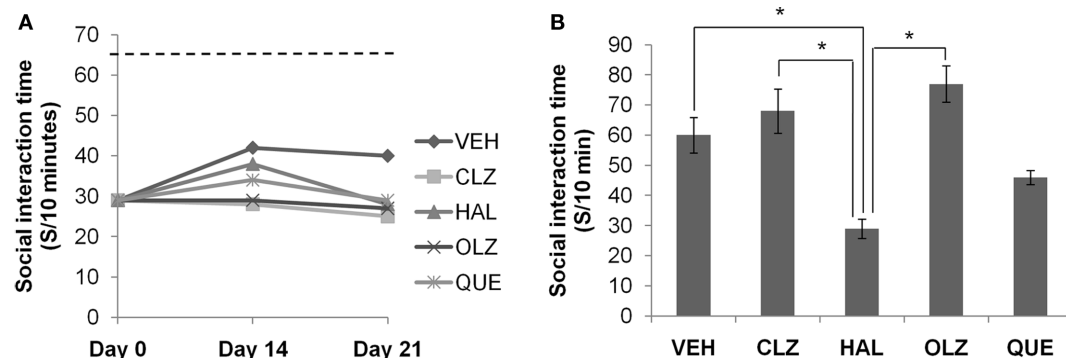 A
Social interaction time
(S/10 minutes)
70
60
50
40
30
20
10
0
Day 0 Day 14 Day 21
VEH
CLZ
HAL
OLZ
QUE
B
Social interaction time
(S/10 min)
90
80
70
60
50
40
30
20
10
0
*
*
*
VEH CLZ HAL OLZ QUE